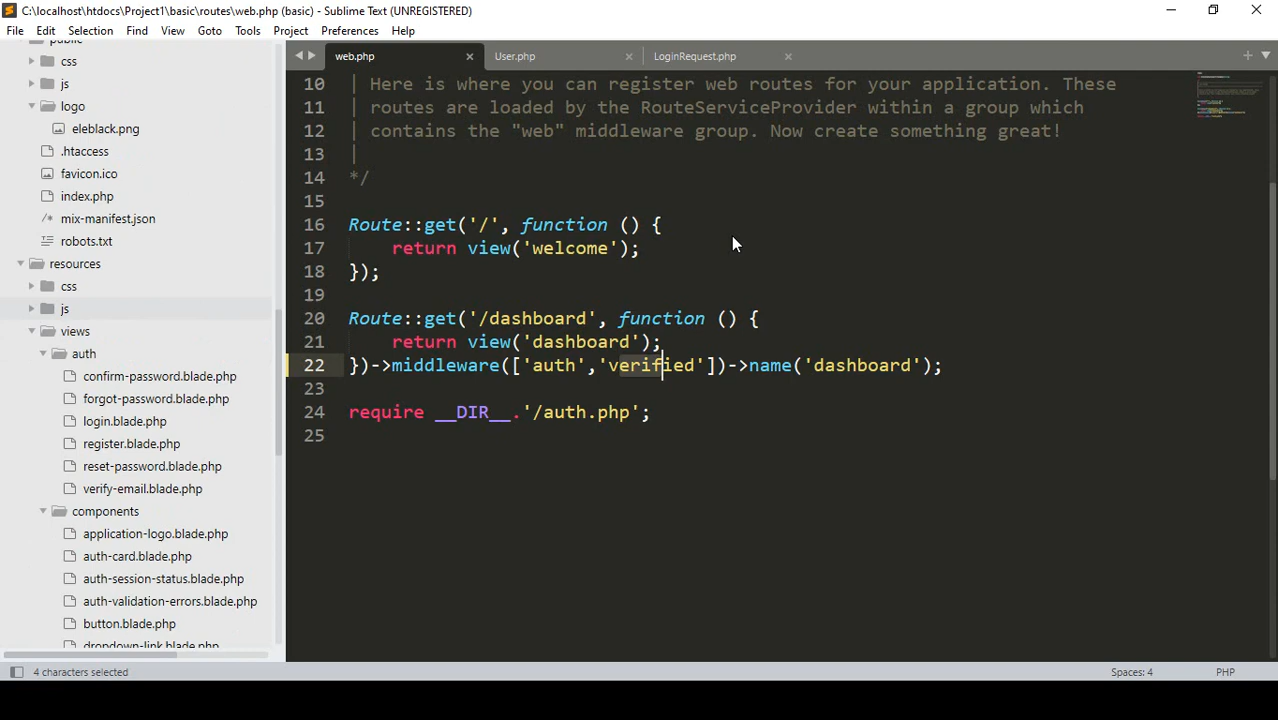 C:\localhost\htdocs\Project1\basic\routes\web.php (basic) - Sublime Text (UNREGISTERED)
File Edit Selection Find View Goto Tools Project Preferences Help
public
css
js
logo
eleblack.png
.htaccess
favicon.ico
index.php
mix-manifest.json
robots.txt
resources
css
js
views
auth
confirm-password.blade.php
forgot-password.blade.php
login.blade.php
register.blade.php
reset-password.blade.php
verify-email.blade.php
components
application-logo.blade.php
auth-card.blade.php
auth-session-status.blade.php
auth-validation-errors.blade.php
button.blade.php
dropdown-link.blade.php
web.php User.php LoginRequest.php
10 | Here is where you can register web routes for your application. These
11 | routes are loaded by the RouteServiceProvider within a group which
12 | contains the "web" middleware group. Now create something great!
13 |
14 */
15
16 Route::get('/', function () {
17     return view('welcome');
18 });
19
20 Route::get('/dashboard', function () {
21     return view('dashboard');
22 })->middleware(['auth','verified'])->name('dashboard');
23
24 require __DIR__.'/auth.php';
25
4 characters selected Spaces: 4 PHP